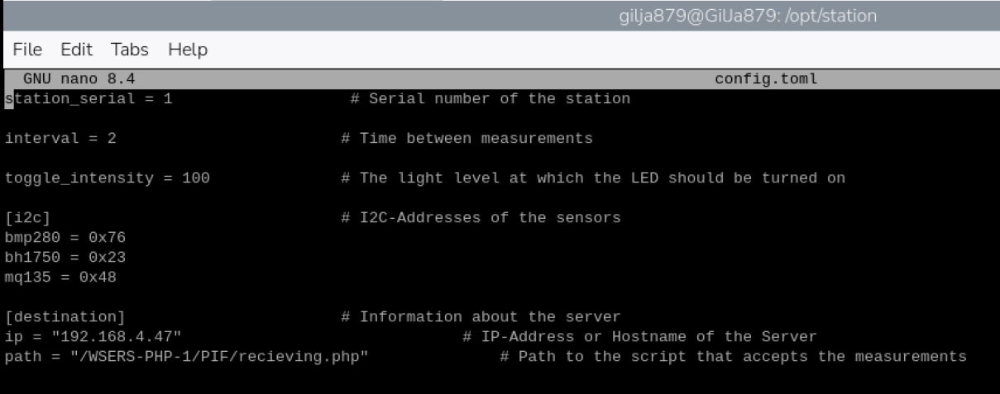 gilja879@GilJa879: /opt/station
File Edit Tabs Help
GNU nano 8.4 config.toml
station_serial = 1 # Serial number of the station
interval = 2 # Time between measurements
toggle_intensity = 100 # The light level at which the LED should be turned on
[i2c] # I2C-Addresses of the sensors
bmp280 = 0x76
bh1750 = 0x23
mq135 = 0x48
[destination] # Information about the server
ip = "192.168.4.47" # IP-Address or Hostname of the Server
path = "/WSERS-PHP-1/PIF/recieving.php" # Path to the script that accepts the measurements